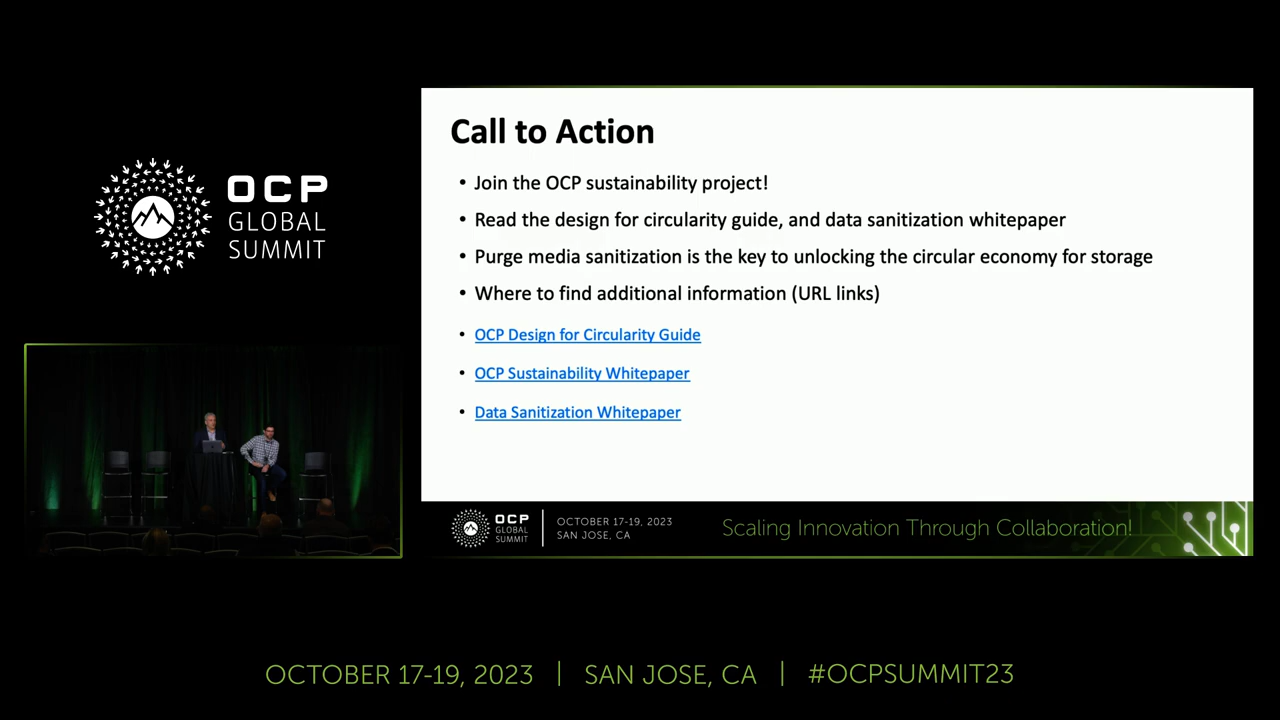 OCP
GLOBAL
SUMMIT
Call to Action
• Join the OCP sustainability project!
• Read the design for circularity guide, and data sanitization whitepaper
• Purge media sanitization is the key to unlocking the circular economy for storage
• Where to find additional information (URL links)
• OCP Design for Circularity Guide
• OCP Sustainability Whitepaper
• Data Sanitization Whitepaper
OCP
GLOBAL
SUMMIT
OCTOBER 17-19, 2023
SAN JOSE, CA
Scaling Innovation Through Collaboration!
OCTOBER 17-19, 2023 | SAN JOSE, CA | #OCPSUMMIT23